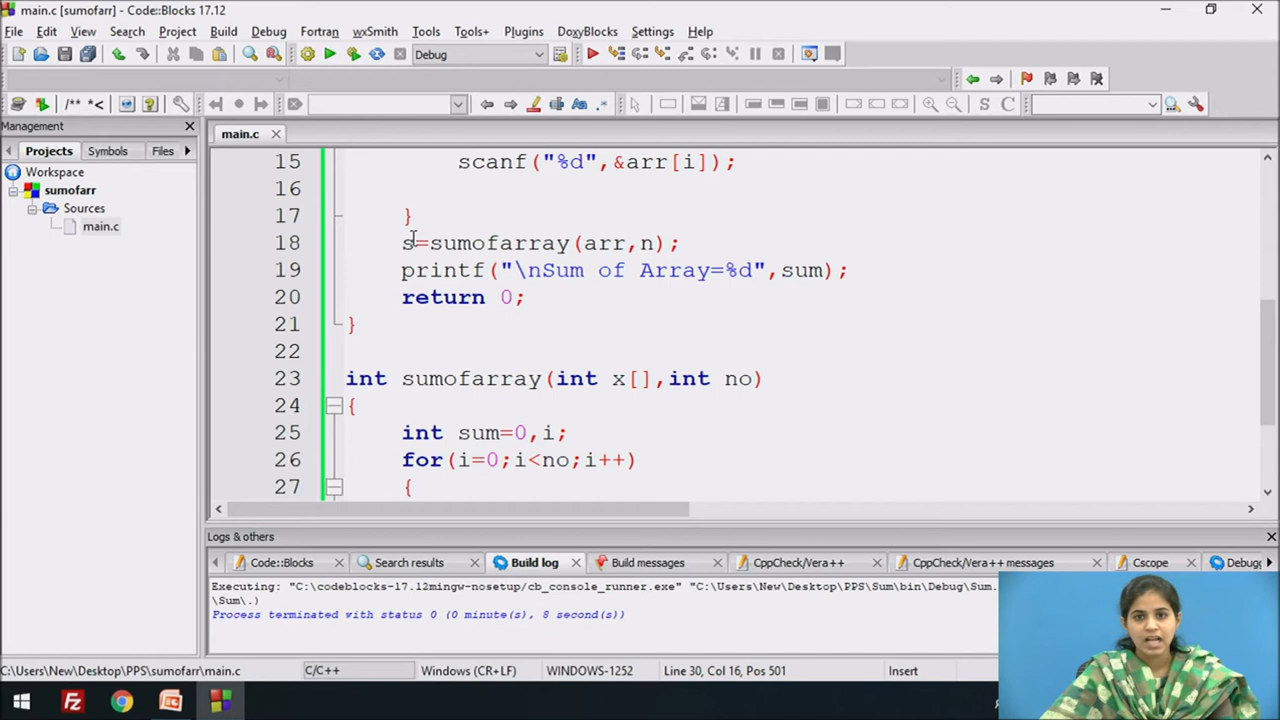 main.c [sumofarr] - Code::Blocks 17.12
File Edit View Search Project Build Debug Fortran wxSmith Tools Tools+ Plugins DoxyBlocks Settings Help
Debug
/** *<
S C
Management
main.c
Projects Symbols Files
Workspace
sumofarr
Sources
main.c
15 scanf("%d",&arr[i]);
16
17 }
18 s=sumofarray(arr,n);
19 printf("\nSum of Array=%d",sum);
20 return 0;
21 }
22
23 int sumofarray(int x[],int no)
24 {
25 int sum=0,i;
26 for(i=0;i<no;i++)
27 {
Logs & others
Code::Blocks Search results Build log Build messages CppCheck/Vera++ CppCheck/Vera++ messages Cscope Debugg
Executing: "C:\codeblocks-17.12mingw-nosetup/cb_console_runner.exe" "C:\Users\New\Desktop\PPS\Sum\bin\Debug\Sum.
\Sum\.)
Process terminated with status 0 (0 minute(s), 8 second(s))
C:\Users\New\Desktop\PPS\sumofarr\main.c C/C++ Windows (CR+LF) WINDOWS-1252 Line 30, Col 16, Pos 501 Insert